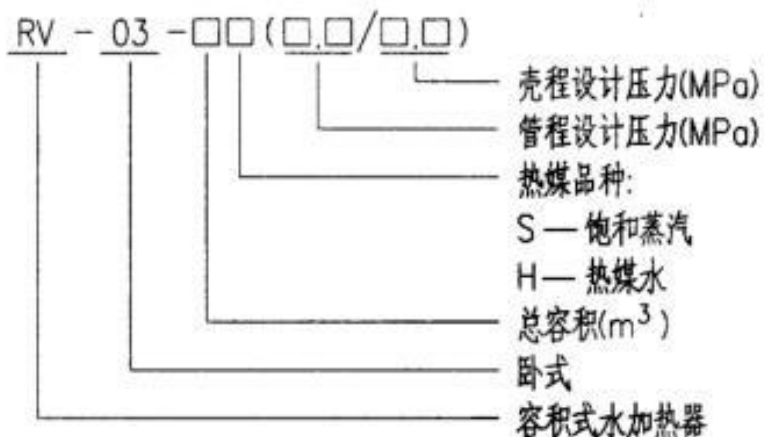 RV - 03 - □□(□.□/□.□)
壳程设计压力(MPa)
管程设计压力(MPa)
热媒品种:
S — 饱和蒸汽
H — 热媒水
总容积(m³)
卧式
容积式水加热器